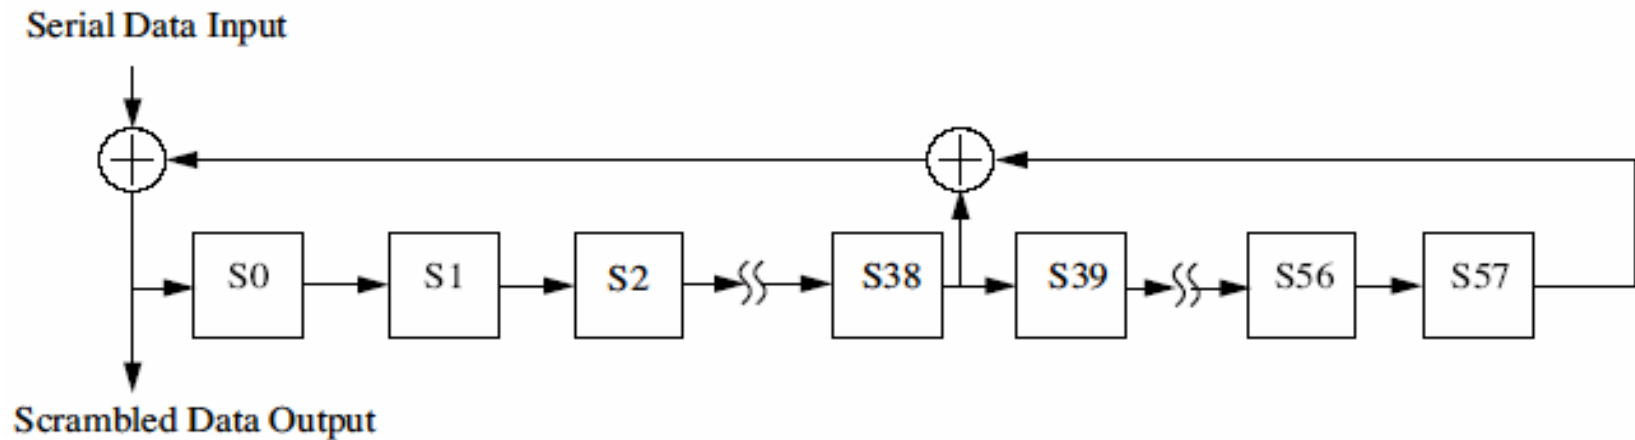 Serial Data Input
S0 S1 S2 S38 S39 S56 S57
Scrambled Data Output